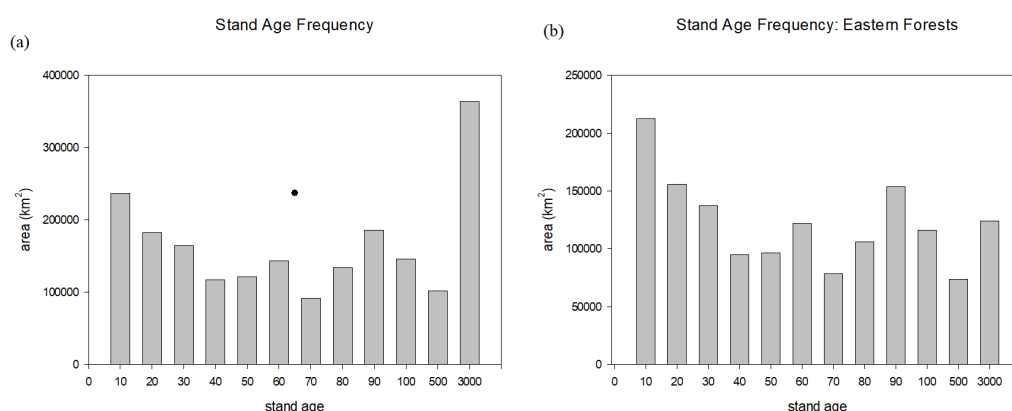 (a)
Stand Age Frequency
400000
300000
200000
100000
0
area (km²)
0 10 20 30 40 50 60 70 80 90 100 500 3000
stand age
(b)
Stand Age Frequency: Eastern Forests
250000
200000
150000
100000
50000
0
area (km²)
0 10 20 30 40 50 60 70 80 90 100 500 3000
stand age